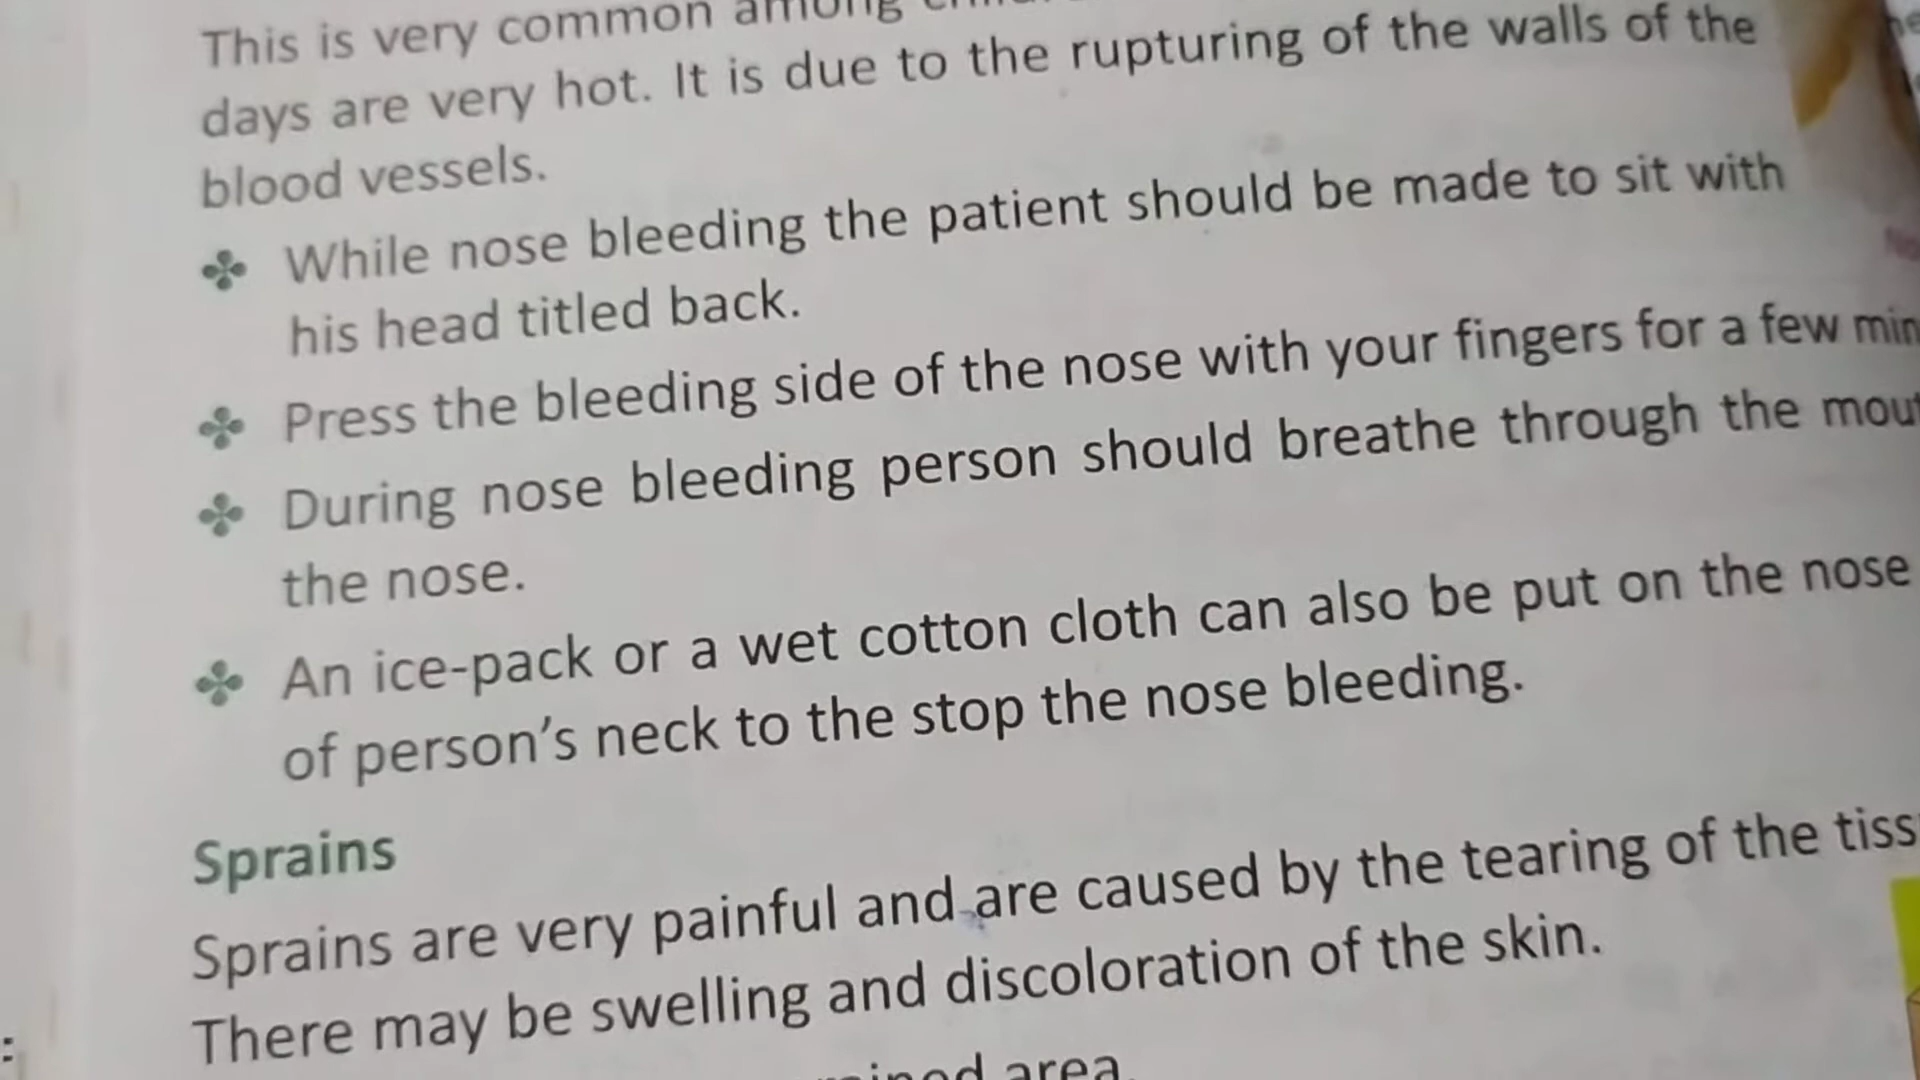 This is very common among
days are very hot. It is due to the rupturing of the walls of the
blood vessels.
While nose bleeding the patient should be made to sit with
his head titled back.
Press the bleeding side of the nose with your fingers for a few
During nose bleeding person should breathe through the
the nose.
An ice-pack or a wet cotton cloth can also be put on the nose
of person's neck to the stop the nose bleeding.
Sprains
Sprains are very painful and are caused by the tearing of the
There may be swelling and discoloration of the skin.
area.